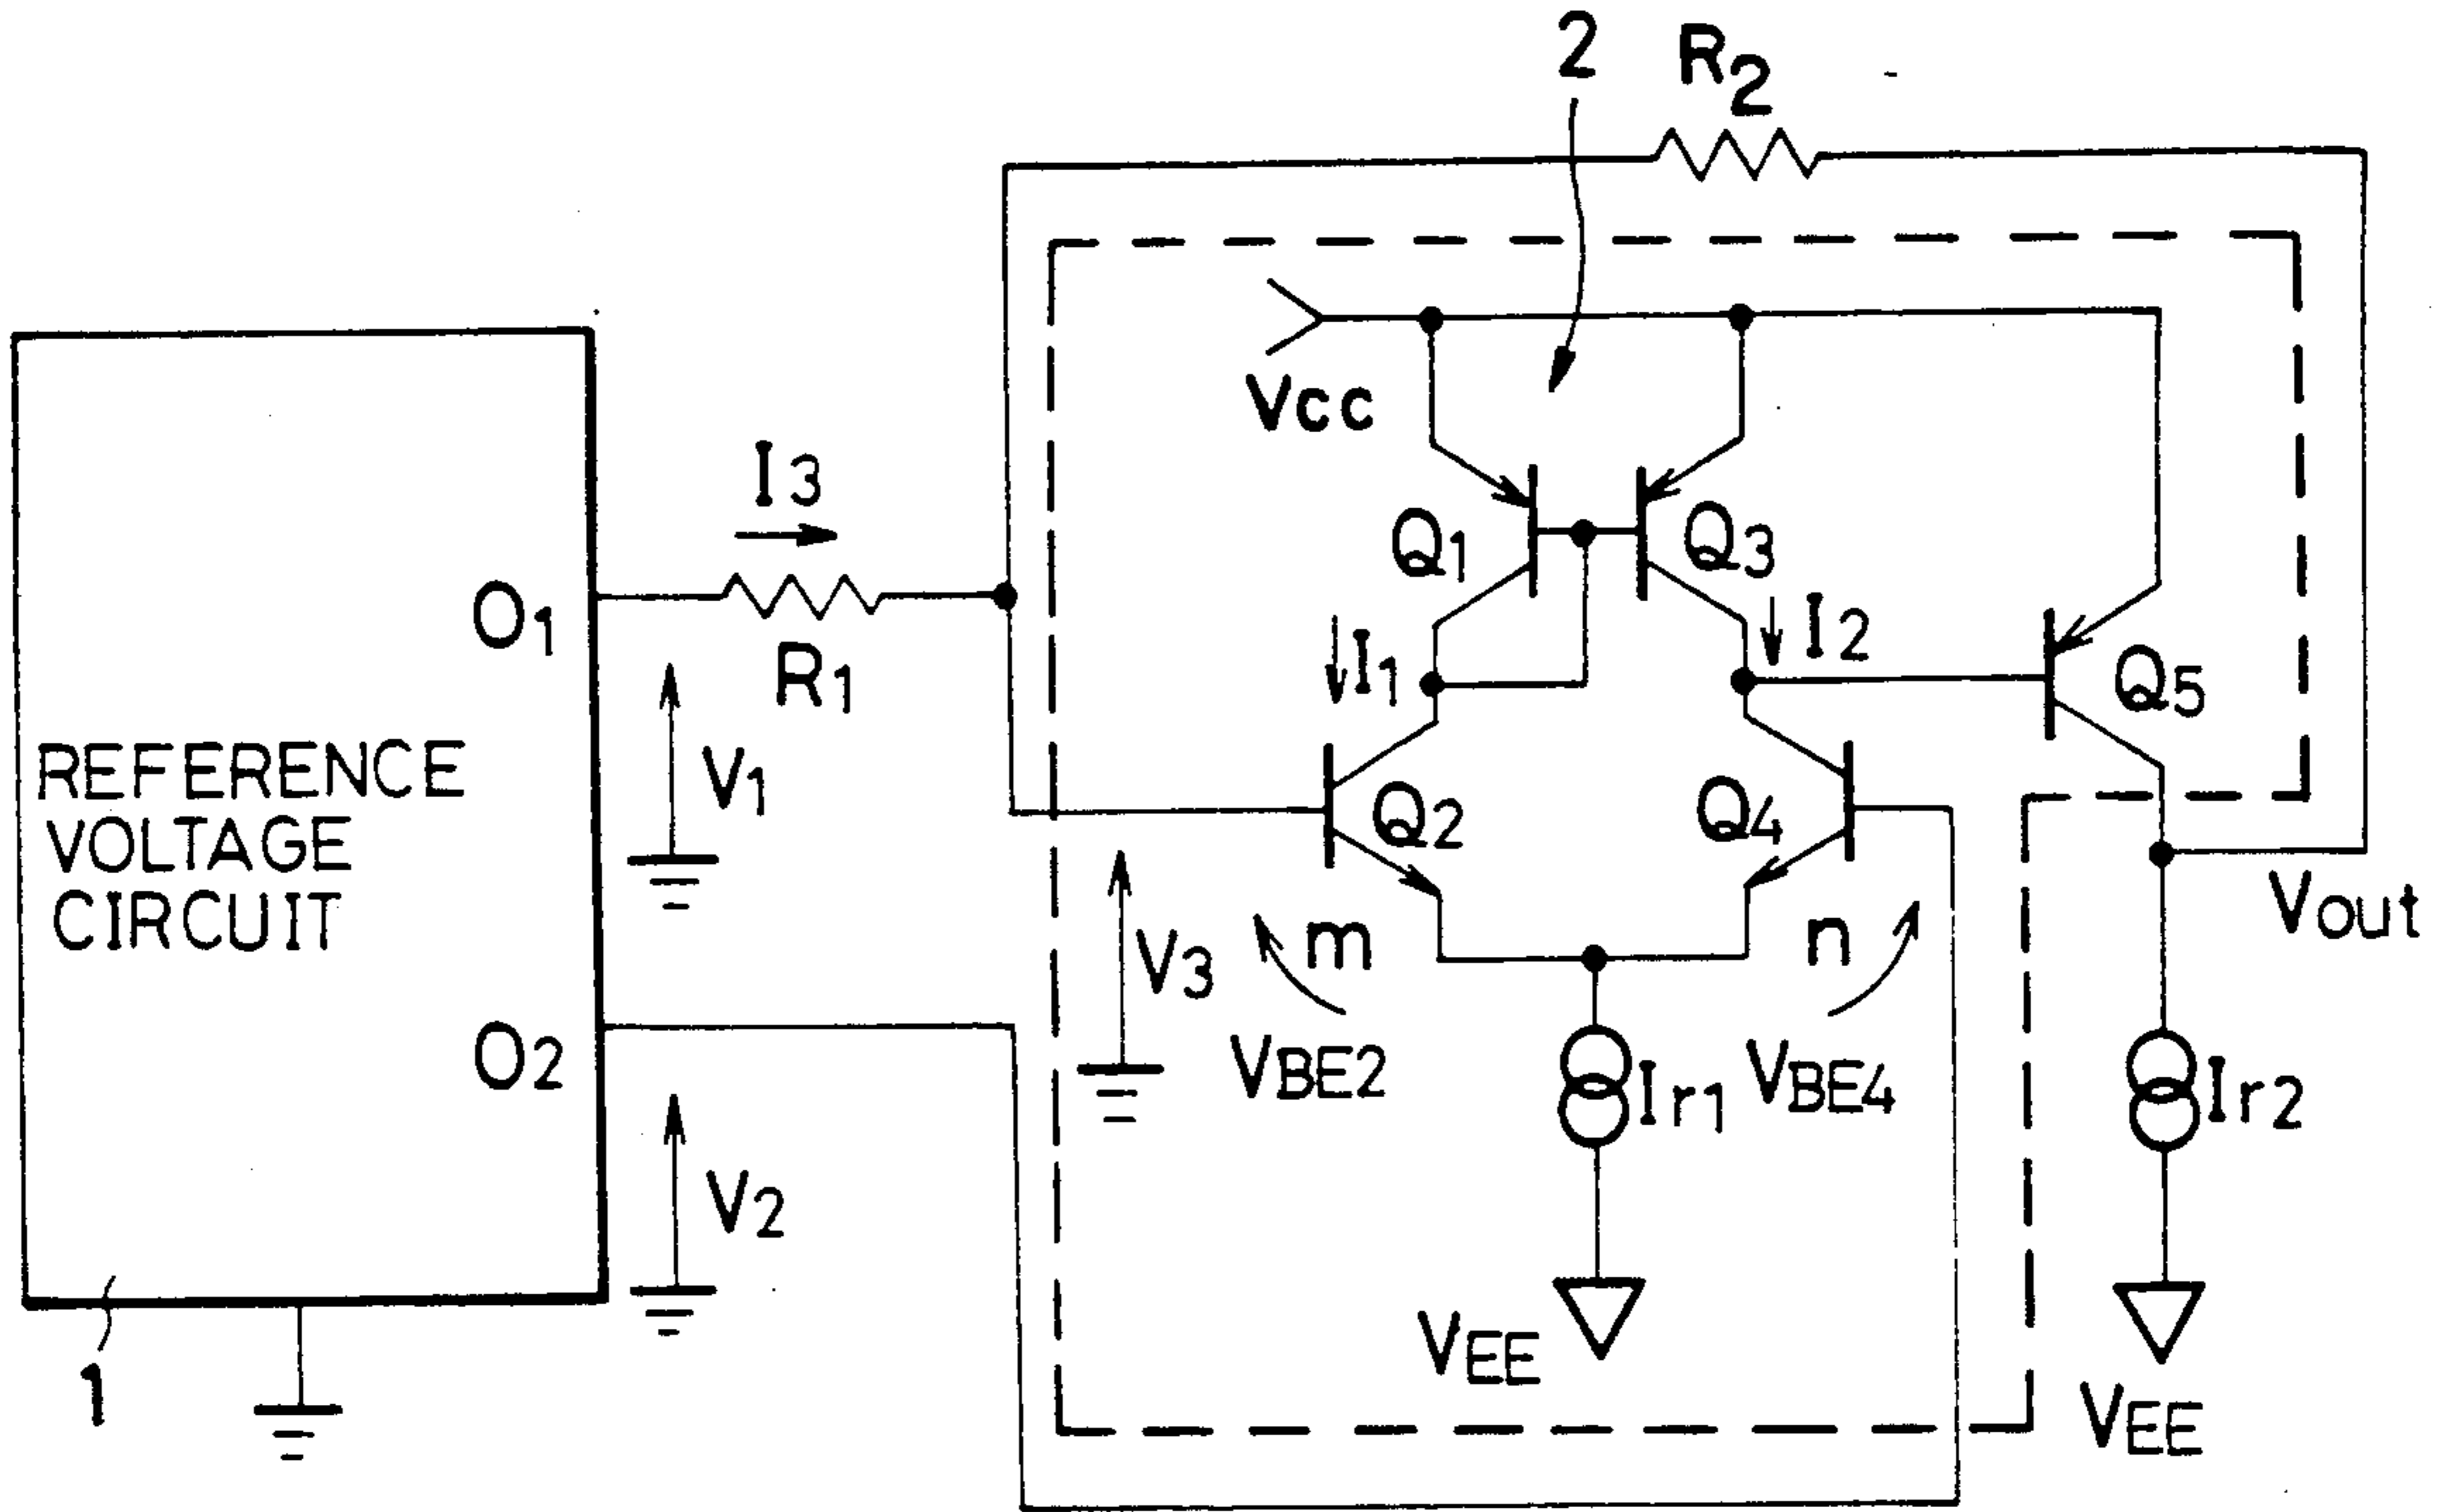 2
R2
Vcc
I3
Q1
Q3
O1
R1
I1
I2
Q5
V1
REFERENCE
VOLTAGE
CIRCUIT
Q2
Q4
Vout
V3
m
n
O2
VBE2
Ir1
VBE4
Ir2
V2
VEE
1
VEE